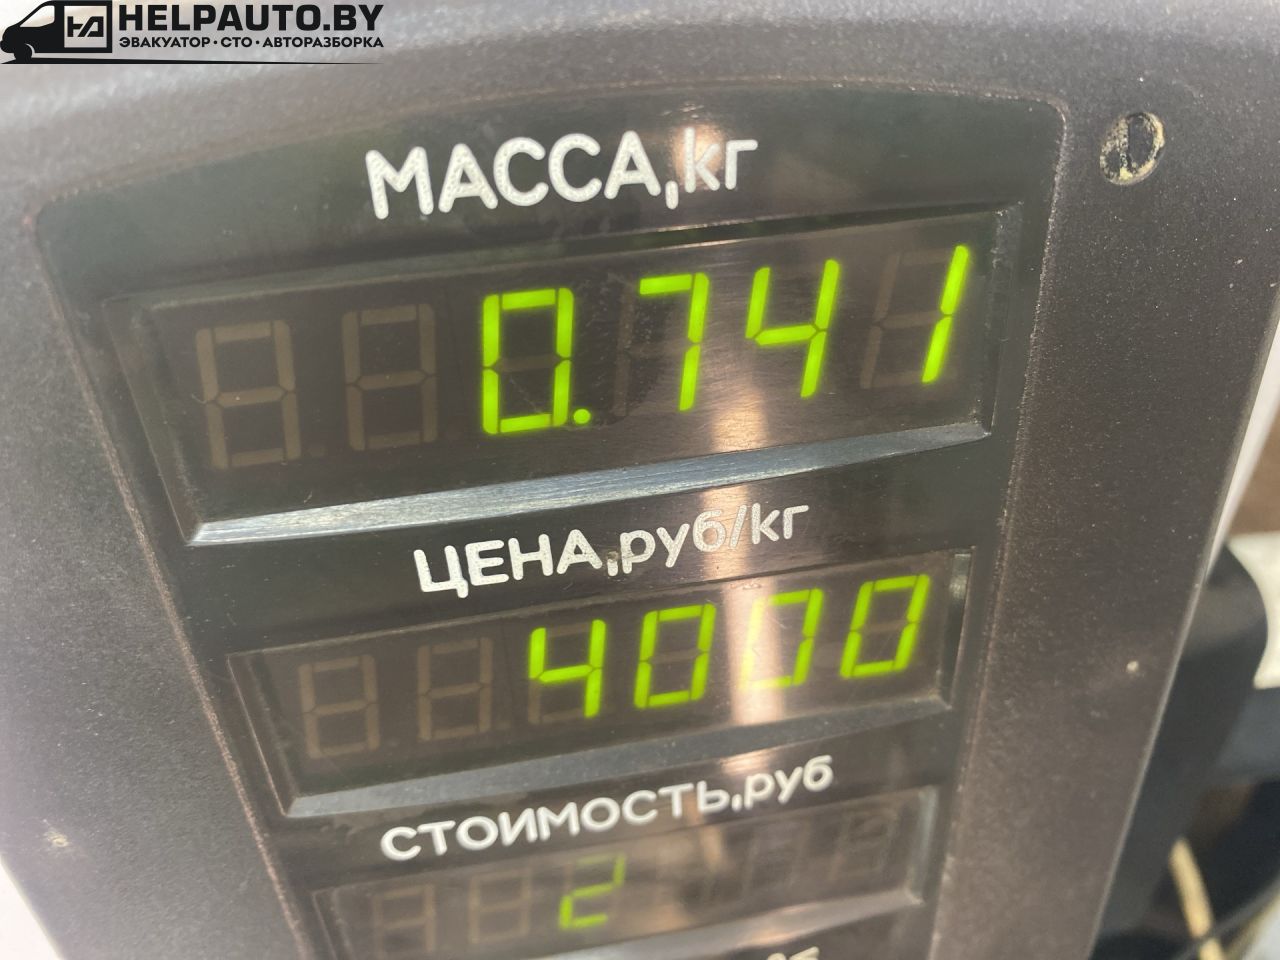 HELPAUTO.BY
ЭВАКУАТОР • СТО • АВТОРАЗБОРКА
МАССА,кг
0.741
ЦЕНА,руб/кг
4000
СТОИМОСТЬ,руб
2